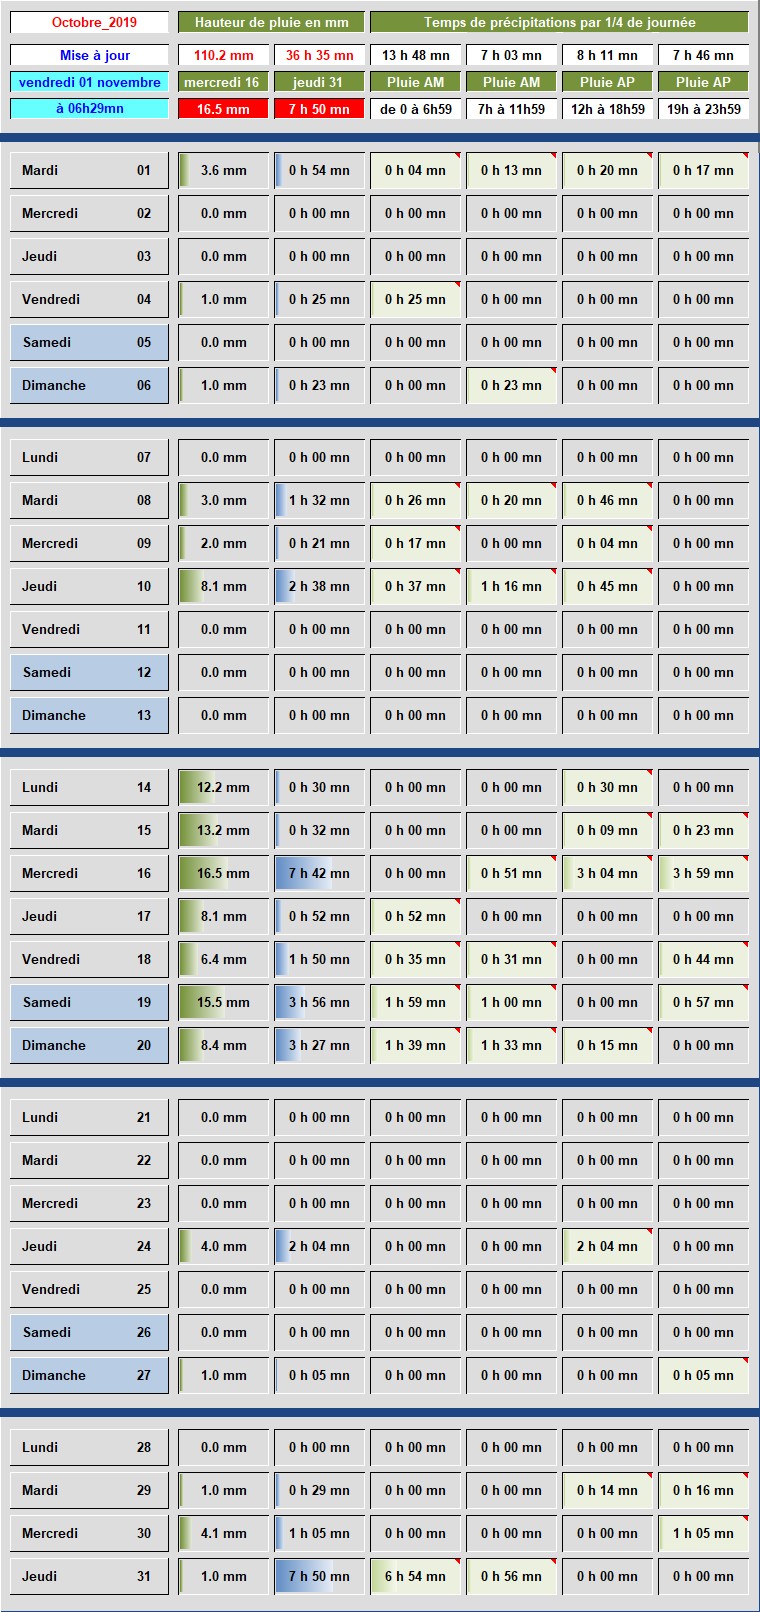 Octobre_2019 Hauteur de pluie en mm Temps de précipitations par 1/4 de journée
Mise à jour 110.2 mm 36 H 35 mn 13 H 48 mn 7 H 03 mn 8 H 11 mn 7 H 46 mn
vendredi 01 novembre mercredi 16 jeudi 31 Pluie AM Pluie AM Pluie AP Pluie AP
à 06h29mn 16.5 mm 7 H 50 mn de 0 à 6h59 7h à 11h59 12h à 18h59 19h à 23h59
Mardi 01 3.6 mm 0 h 54 mn 0 h 04 mn 0 h 13 mn 0 h 20 mn 0 h 17 mn
Mercredi 02 0.0 mm 0 h 00 mn 0 h 00 mn 0 h 00 mn 0 h 00 mn 0 h 00 mn
Jeudi 03 0.0 mm 0 h 00 mn 0 h 00 mn 0 h 00 mn 0 h 00 mn 0 h 00 mn
Vendredi 04 1.0 mm 0 h 25 mn 0 h 25 mn 0 h 00 mn 0 h 00 mn 0 h 00 mn
Samedi 05 0.0 mm 0 h 00 mn 0 h 00 mn 0 h 00 mn 0 h 00 mn 0 h 00 mn
Dimanche 06 1.0 mm 0 h 23 mn 0 h 00 mn 0 h 23 mn 0 h 00 mn 0 h 00 mn
Lundi 07 0.0 mm 0 h 00 mn 0 h 00 mn 0 h 00 mn 0 h 00 mn 0 h 00 mn
Mardi 08 3.0 mm 1 h 32 mn 0 h 26 mn 0 h 20 mn 0 h 46 mn 0 h 00 mn
Mercredi 09 2.0 mm 0 h 21 mn 0 h 17 mn 0 h 00 mn 0 h 04 mn 0 h 00 mn
Jeudi 10 8.1 mm 2 h 38 mn 0 h 37 mn 1 h 16 mn 0 h 45 mn 0 h 00 mn
Vendredi 11 0.0 mm 0 h 00 mn 0 h 00 mn 0 h 00 mn 0 h 00 mn 0 h 00 mn
Samedi 12 0.0 mm 0 h 00 mn 0 h 00 mn 0 h 00 mn 0 h 00 mn 0 h 00 mn
Dimanche 13 0.0 mm 0 h 00 mn 0 h 00 mn 0 h 00 mn 0 h 00 mn 0 h 00 mn
Lundi 14 12.2 mm 0 h 30 mn 0 h 00 mn 0 h 00 mn 0 h 30 mn 0 h 00 mn
Mardi 15 13.2 mm 0 h 32 mn 0 h 00 mn 0 h 00 mn 0 h 09 mn 0 h 23 mn
Mercredi 16 16.5 mm 7 h 42 mn 0 h 00 mn 0 h 51 mn 3 h 04 mn 3 h 59 mn
Jeudi 17 8.1 mm 0 h 52 mn 0 h 52 mn 0 h 00 mn 0 h 00 mn 0 h 00 mn
Vendredi 18 6.4 mm 1 h 50 mn 0 h 35 mn 0 h 31 mn 0 h 00 mn 0 h 44 mn
Samedi 19 15.5 mm 3 h 56 mn 1 h 59 mn 1 h 00 mn 0 h 00 mn 0 h 57 mn
Dimanche 20 8.4 mm 3 h 27 mn 1 h 39 mn 1 h 33 mn 0 h 15 mn 0 h 00 mn
Lundi 21 0.0 mm 0 h 00 mn 0 h 00 mn 0 h 00 mn 0 h 00 mn 0 h 00 mn
Mardi 22 0.0 mm 0 h 00 mn 0 h 00 mn 0 h 00 mn 0 h 00 mn 0 h 00 mn
Mercredi 23 0.0 mm 0 h 00 mn 0 h 00 mn 0 h 00 mn 0 h 00 mn 0 h 00 mn
Jeudi 24 4.0 mm 2 h 04 mn 0 h 00 mn 0 h 00 mn 2 h 04 mn 0 h 00 mn
Vendredi 25 0.0 mm 0 h 00 mn 0 h 00 mn 0 h 00 mn 0 h 00 mn 0 h 00 mn
Samedi 26 0.0 mm 0 h 00 mn 0 h 00 mn 0 h 00 mn 0 h 00 mn 0 h 00 mn
Dimanche 27 1.0 mm 0 h 05 mn 0 h 00 mn 0 h 00 mn 0 h 00 mn 0 h 05 mn
Lundi 28 0.0 mm 0 h 00 mn 0 h 00 mn 0 h 00 mn 0 h 00 mn 0 h 00 mn
Mardi 29 1.0 mm 0 h 29 mn 0 h 00 mn 0 h 00 mn 0 h 14 mn 0 h 16 mn
Mercredi 30 4.1 mm 1 h 05 mn 0 h 00 mn 0 h 00 mn 0 h 00 mn 1 h 05 mn
Jeudi 31 1.0 mm 7 h 50 mn 6 h 54 mn 0 h 56 mn 0 h 00 mn 0 h 00 mn